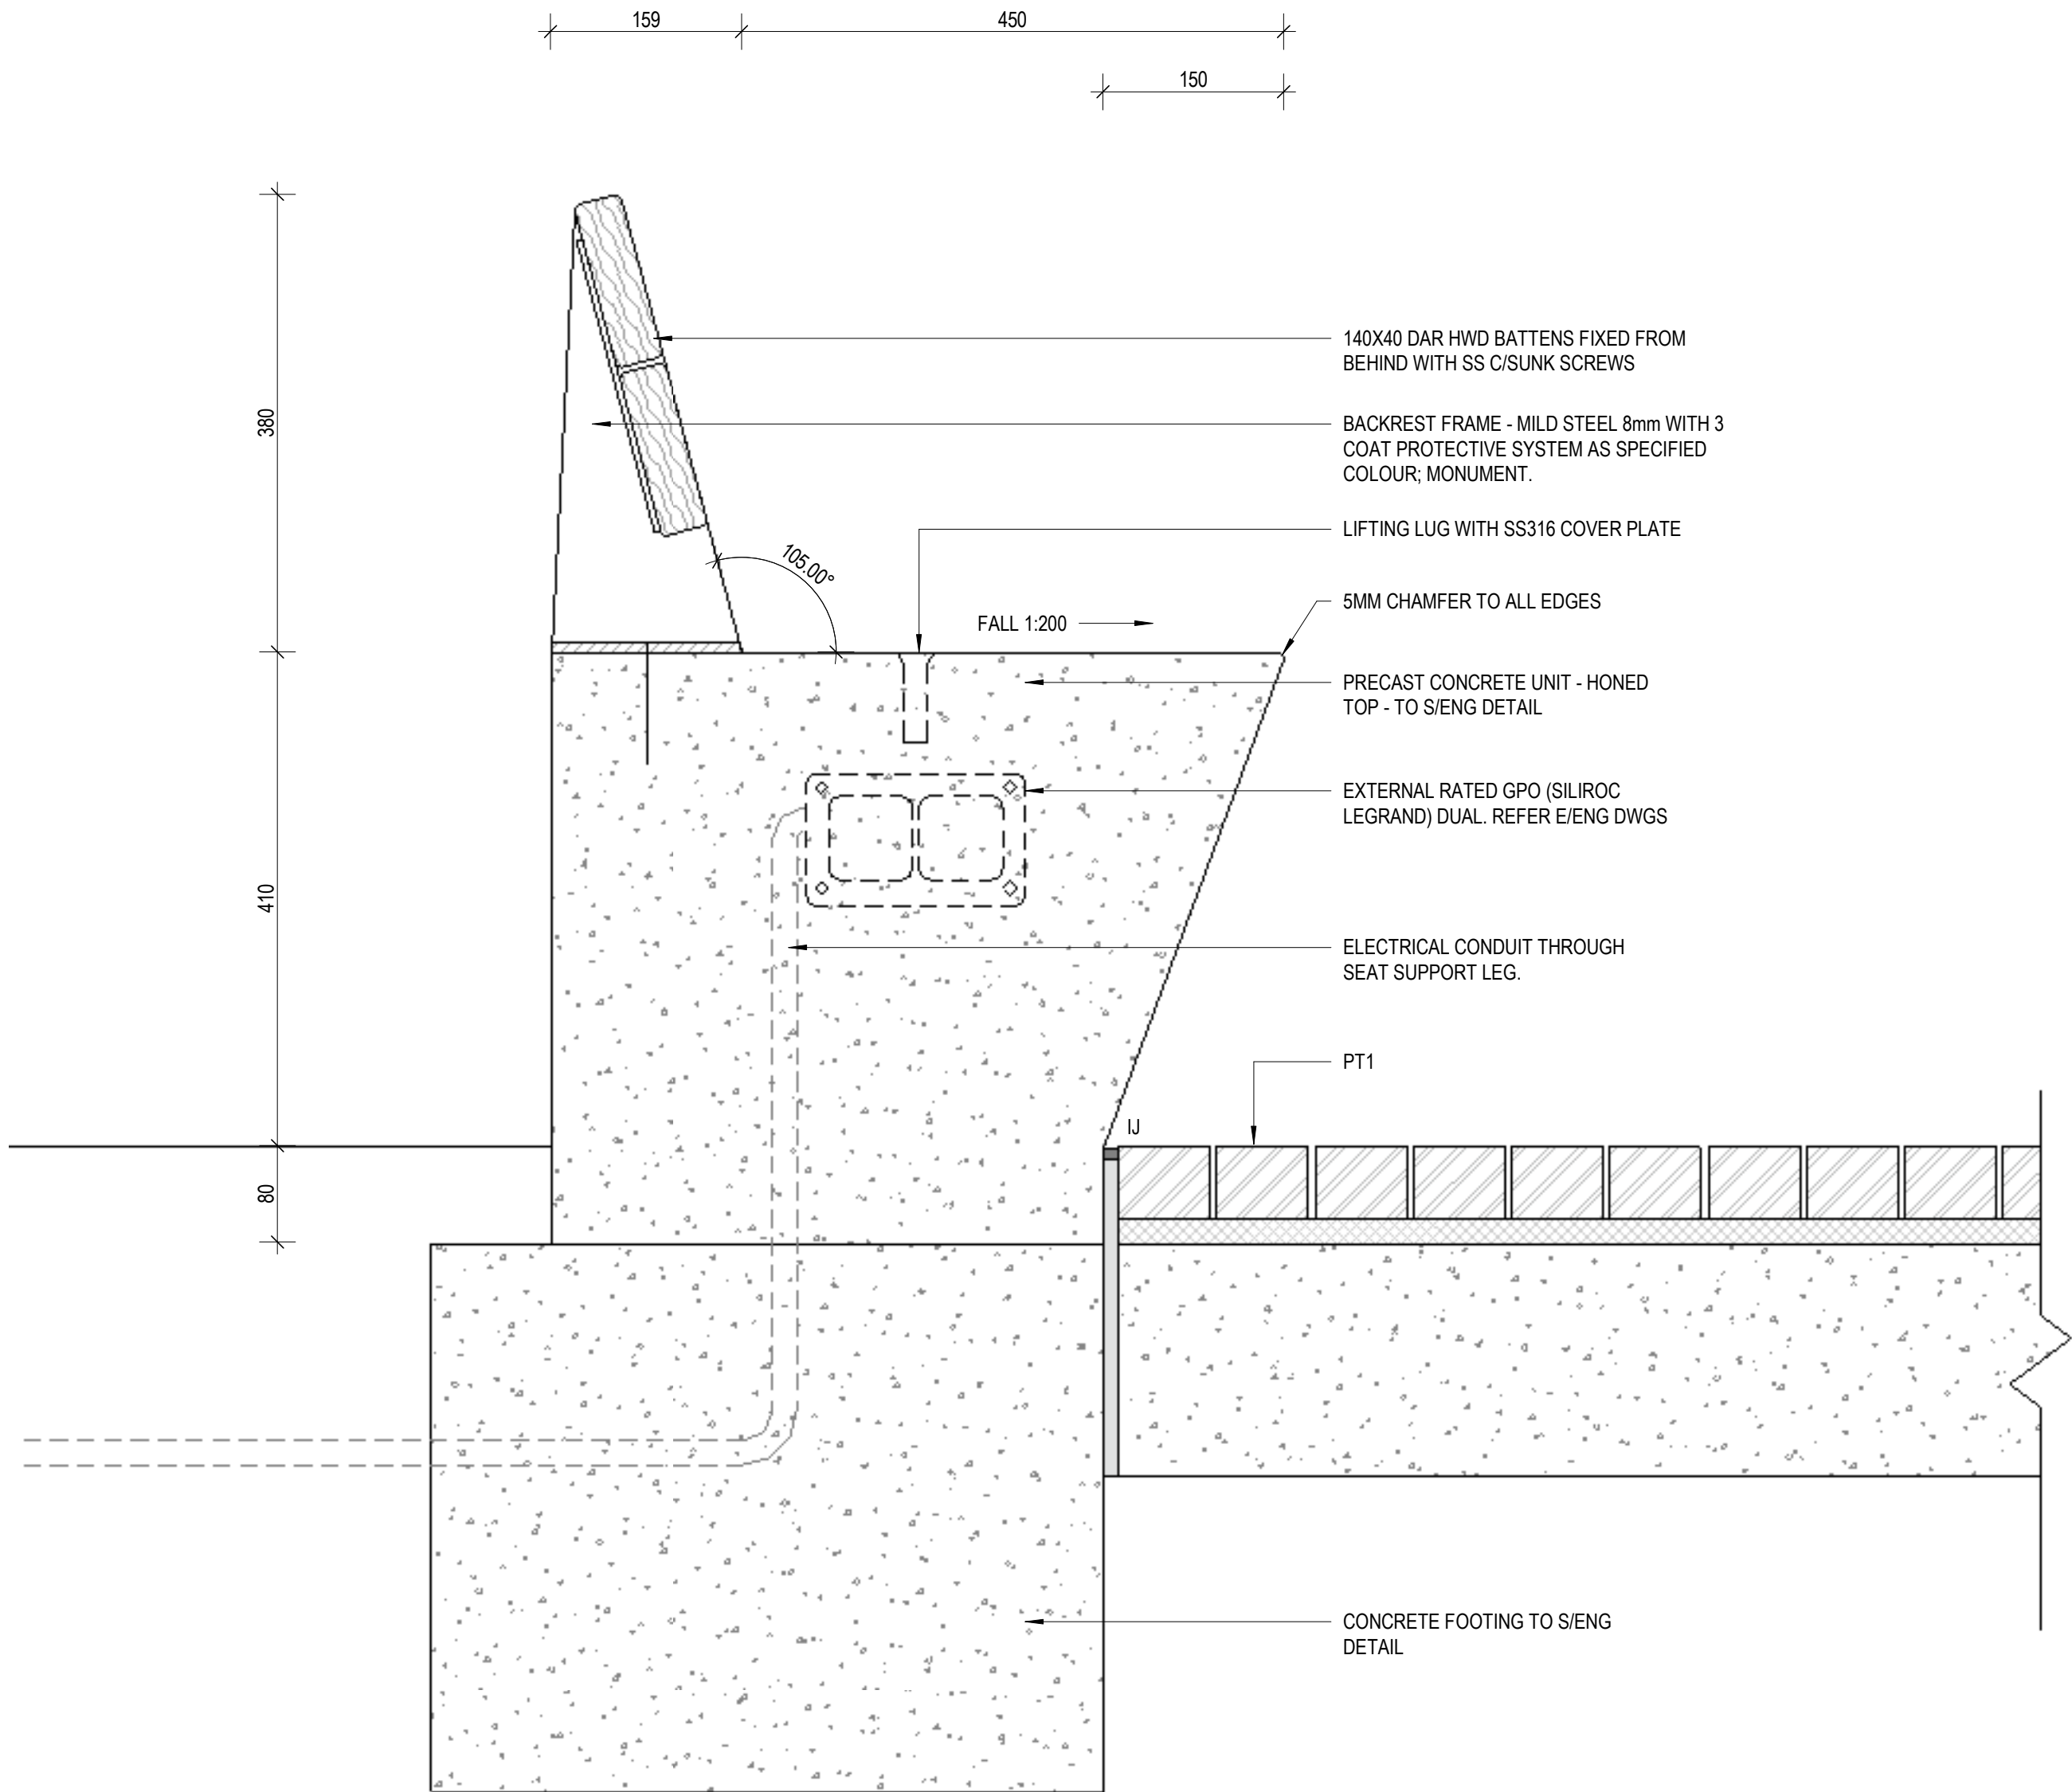 159
450
150
380
140X40 DAR HWD BATTENS FIXED FROM
BEHIND WITH SS C/SUNK SCREWS
BACKREST FRAME - MILD STEEL 8mm WITH 3
COAT PROTECTIVE SYSTEM AS SPECIFIED
COLOUR; MONUMENT.
LIFTING LUG WITH SS316 COVER PLATE
105.00°
5MM CHAMFER TO ALL EDGES
FALL 1:200
PRECAST CONCRETE UNIT - HONED
TOP - TO S/ENG DETAIL
EXTERNAL RATED GPO (SILIROC
LEGRAND) DUAL. REFER E/ENG DWGS
410
ELECTRICAL CONDUIT THROUGH
SEAT SUPPORT LEG.
PT1
IJ
80
CONCRETE FOOTING TO S/ENG
DETAIL